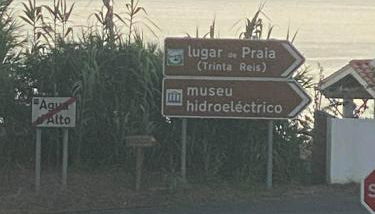 lugar de Praia
(Trinta Reis)
museu
hidroeléctrico
Água
d'Alto
S